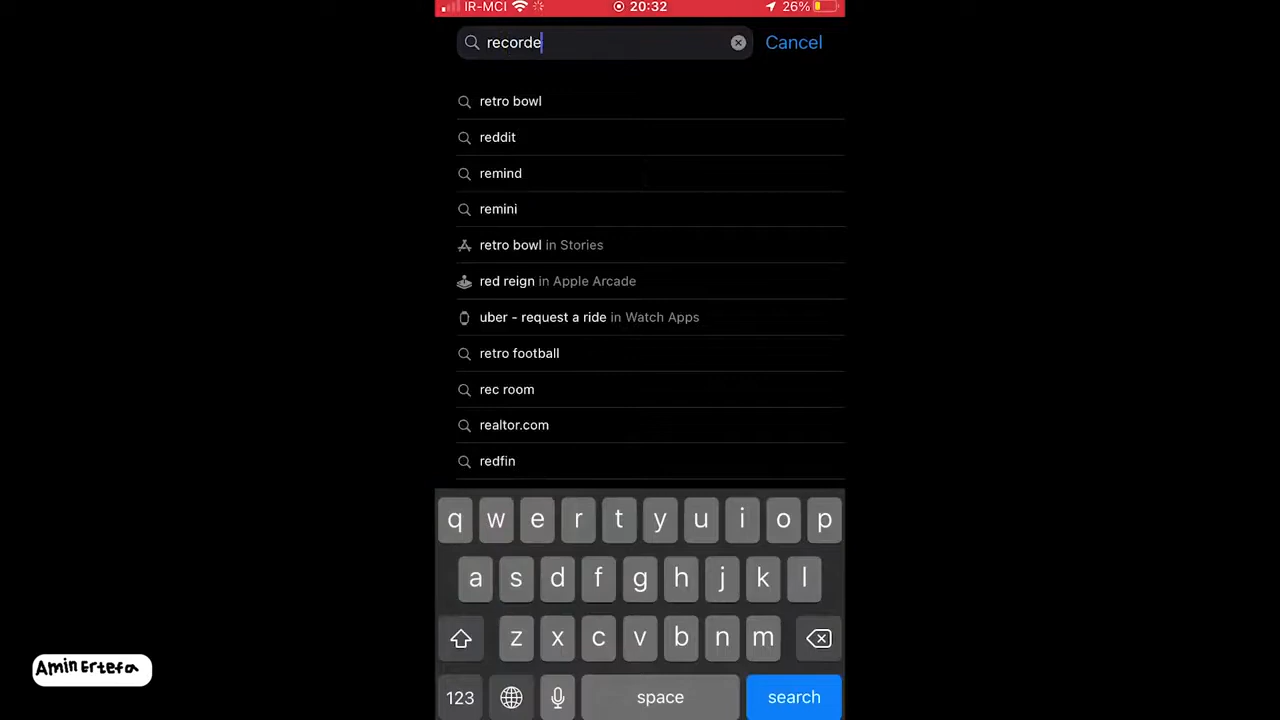 IR-MCI 20:32 26%
recorde Cancel
retro bowl
reddit
remind
remini
retro bowl in Stories
red reign in Apple Arcade
uber - request a ride in Watch Apps
retro football
rec room
realtor.com
redfin
q w e r t y u i o p
a s d f g h j k l
z x c v b n m
123 space search
Amin Ertefa